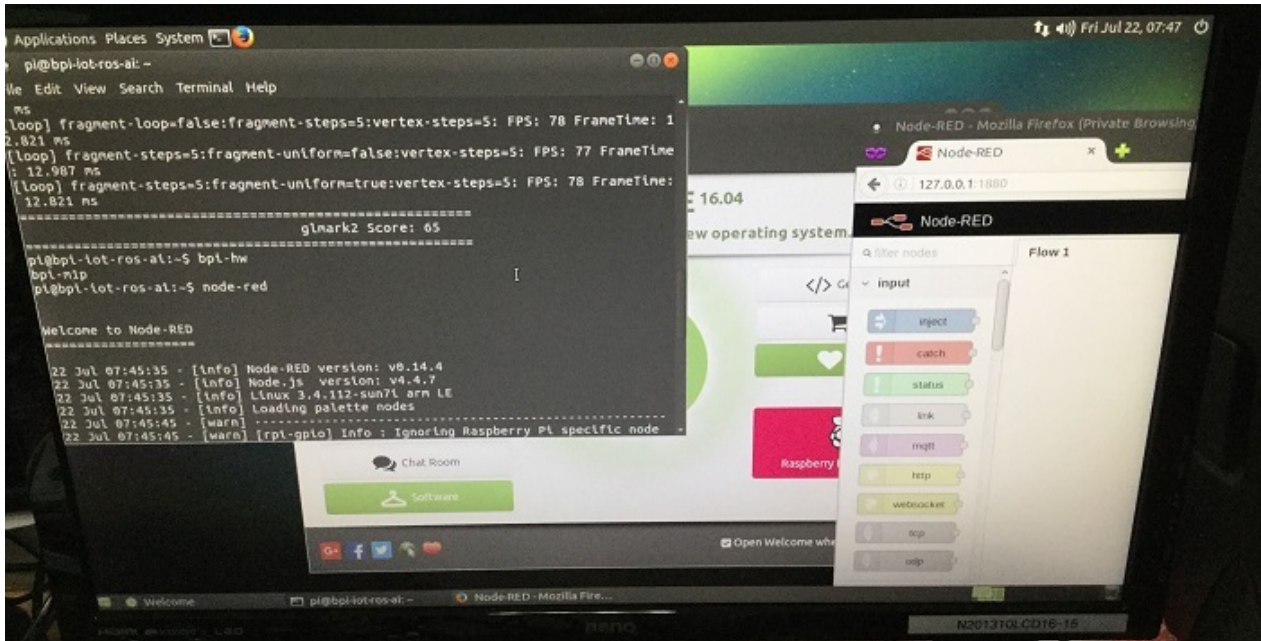 Applications Places System
Fri Jul 22, 07:47
pi@bpi-iot-ros-ai: ~
Edit View Search Terminal Help
ms
[loop] fragment-loop=false:fragment-steps=5:vertex-steps=5: FPS: 78 FrameTime: 1
2.821 ms
[loop] fragment-steps=5:fragment-uniform=false:vertex-steps=5: FPS: 77 FrameTime
: 12.987 ms
[loop] fragment-steps=5:fragment-uniform=true:vertex-steps=5: FPS: 78 FrameTime:
12.821 ms
=======================================================
glmark2 Score: 65
=======================================================
pi@bpi-iot-ros-ai:~$ bpi-hw
bpi-m1p
pi@bpi-iot-ros-ai:~$ node-red
Welcome to Node-RED
===================
22 Jul 07:45:35 - [info] Node-RED version: v0.14.4
22 Jul 07:45:35 - [info] Node.js version: v4.4.7
22 Jul 07:45:35 - [info] Linux 3.4.112-sun7i arm LE
22 Jul 07:45:35 - [info] Loading palette nodes
22 Jul 07:45:45 - [warn] ------------------------------------------------------
22 Jul 07:45:45 - [warn] [rpi-gpio] Info : Ignoring Raspberry Pi specific node
16.04
ew operating system.
</> Ge
Raspberry
Chat Room
Software
G+ f
Open Welcome whe
Node-RED - Mozilla Firefox (Private Browsing
Node-RED
127.0.0.1:1880
Node-RED
filter nodes
Flow 1
input
inject
catch
status
link
mqtt
http
websocket
tcp
udp
Welcome
pi@bpi-iot-ros-ai: ~
Node-RED - Mozilla Fire...
BenQ
N201310LCD16-15